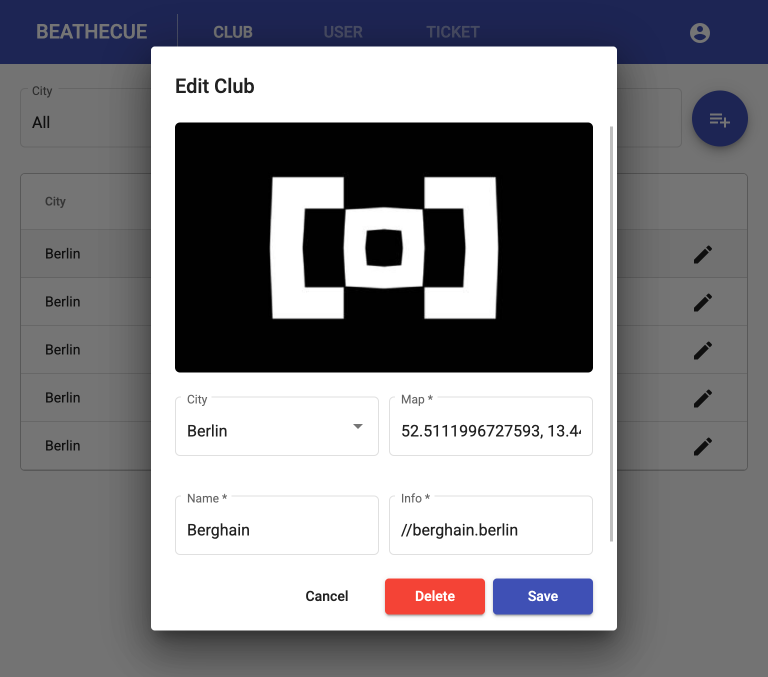 BEATHECUE CLUB USER TICKET
City
All
City
Berlin
Berlin
Berlin
Berlin
Berlin
Edit Club
City
Berlin
Map *
52.5111996727593, 13.4
Name *
Berghain
Info *
//berghain.berlin
Cancel Delete Save